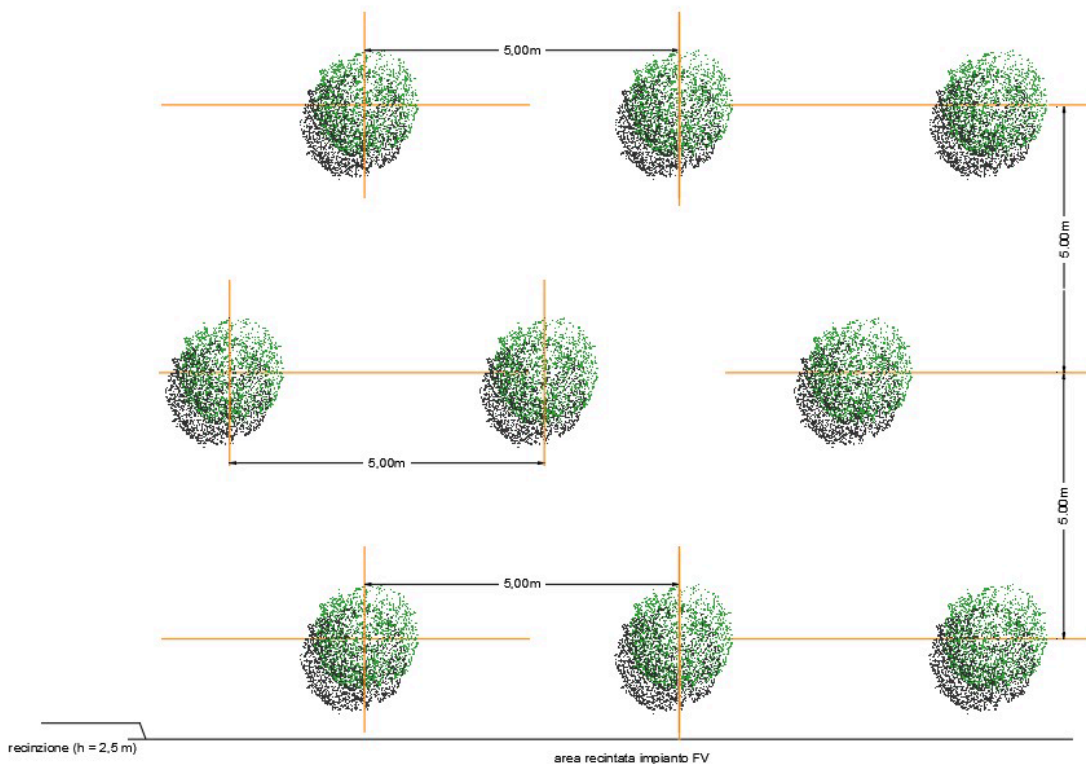 5,00m
5.00m
5,00m
5.00m
5,00m
recinzione (h = 2,5 m)
area recintata impianto FV